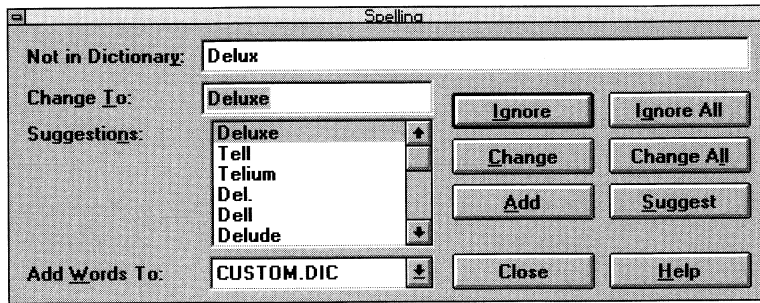 Spelling
Not in Dictionary: Delux
Change To: Deluxe
Ignore Ignore All
Suggestions: Deluxe
Tell
Change Change All
Telium
Del.
Add Suggest
Dell
Delude
Add Words To: CUSTOM.DIC Close Help